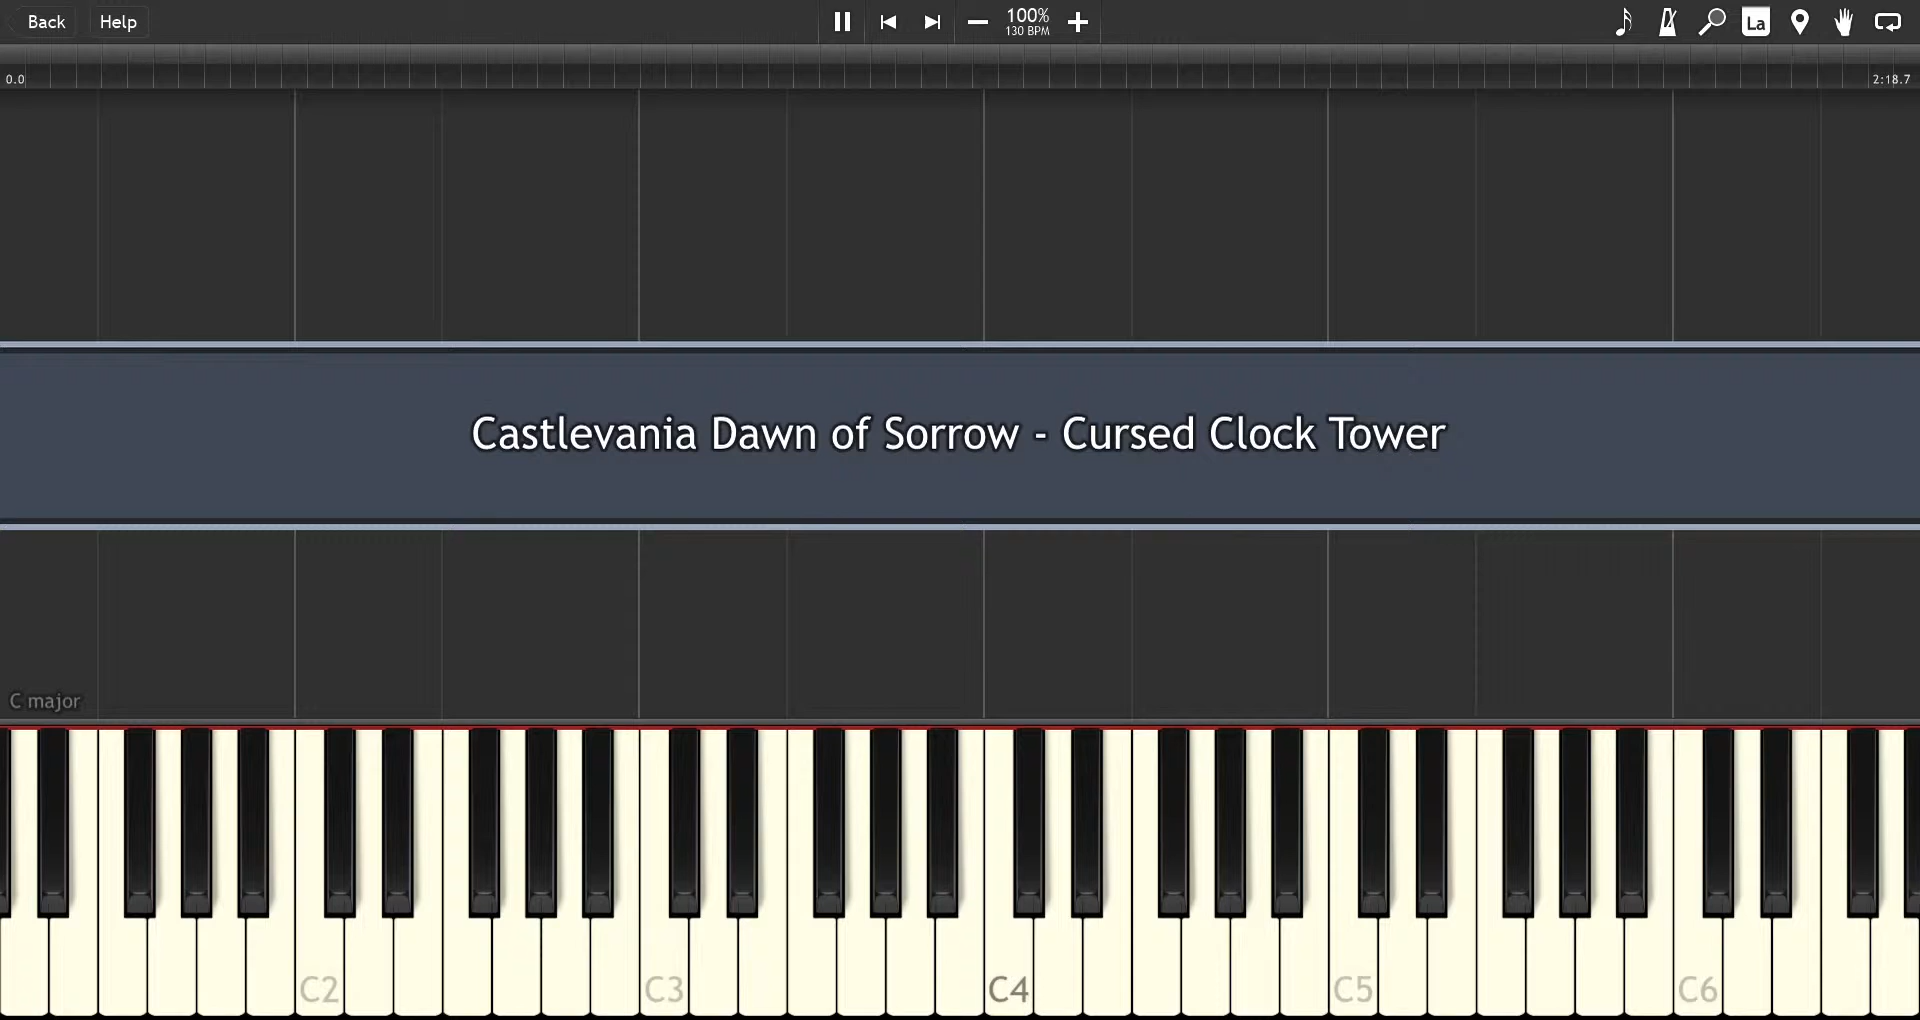 Back Help 100% La
130 BPM
0.0 2:18.7
Castlevania Dawn of Sorrow - Cursed Clock Tower
C major
C2 C3 C4 C5 C6